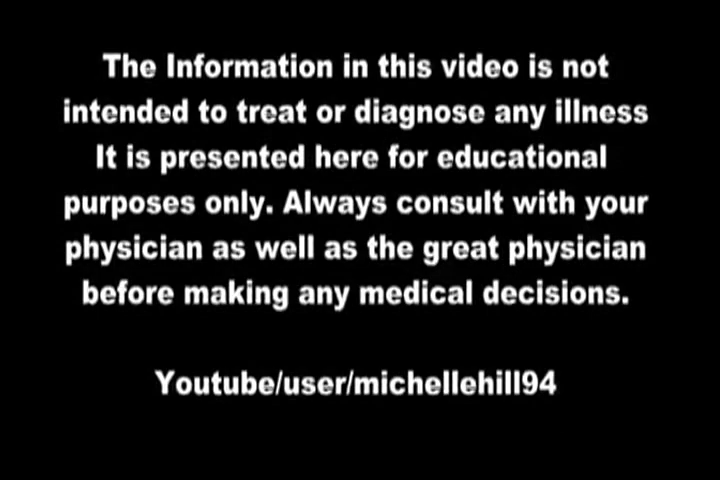 The Information in this video is not
intended to treat or diagnose any illness
It is presented here for educational
purposes only. Always consult with your
physician as well as the great physician
before making any medical decisions.
Youtube/user/michellehill94